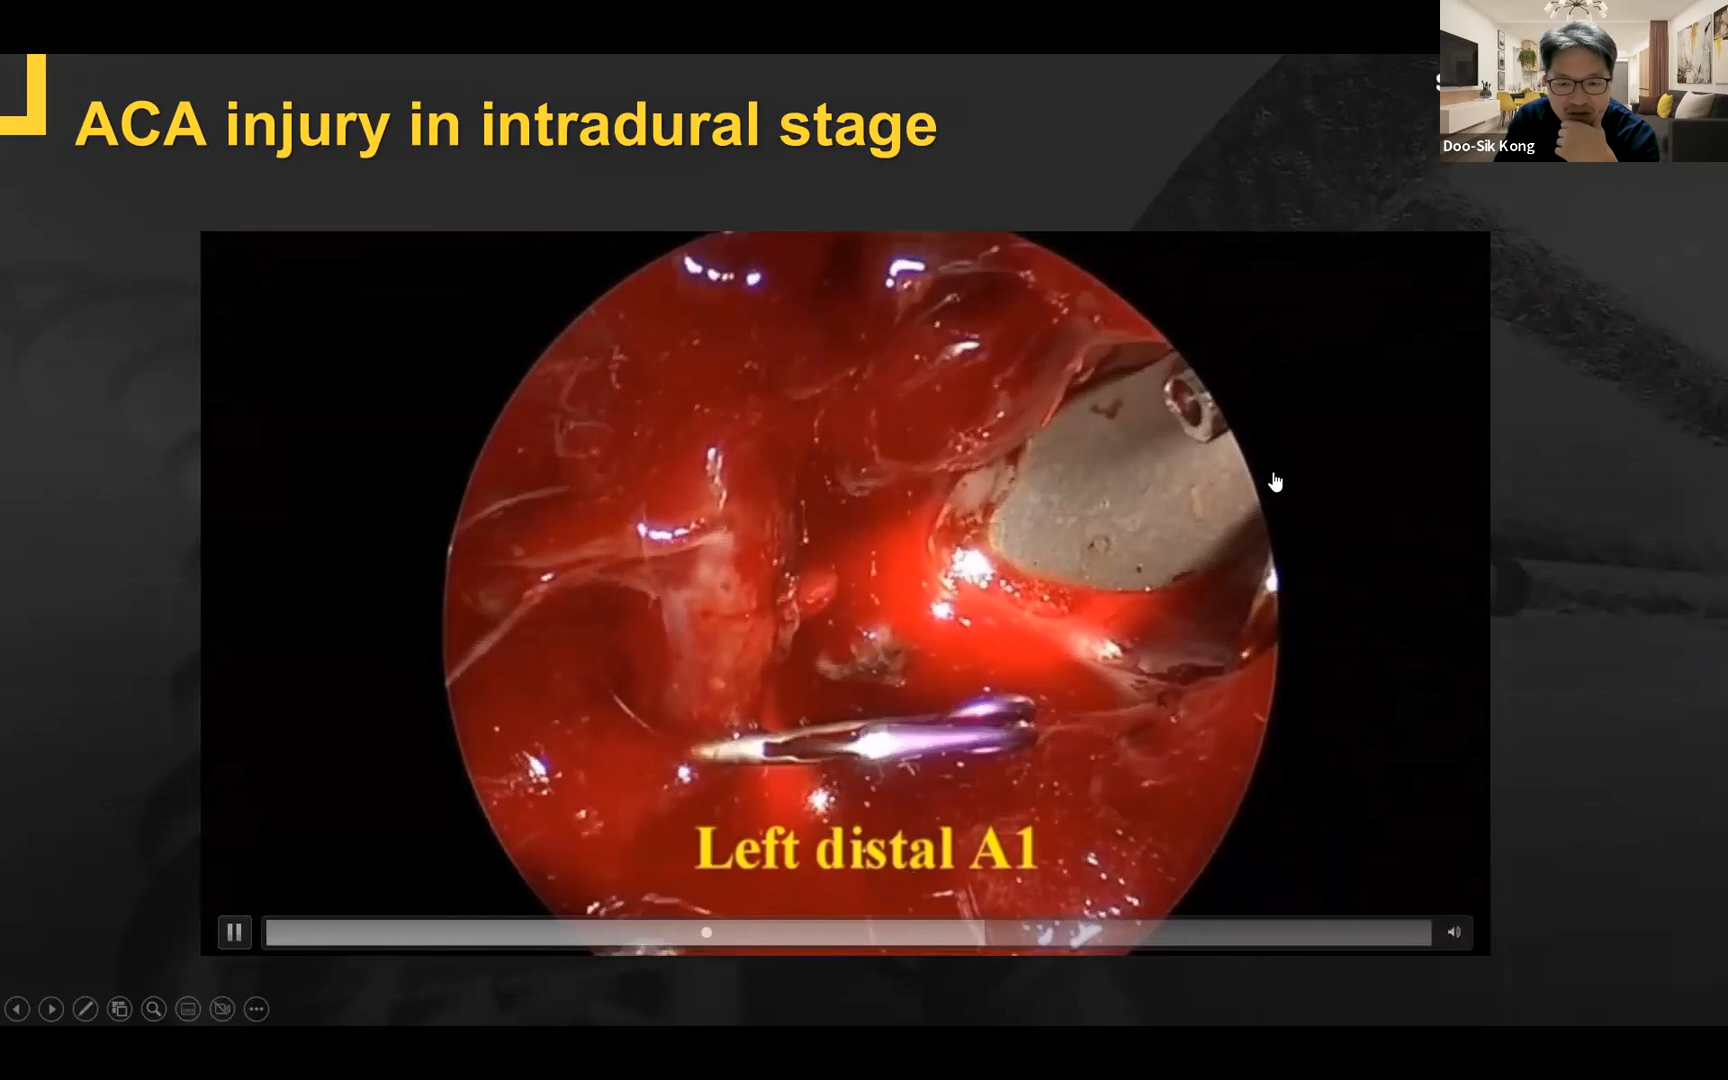 ACA injury in intradural stage
Doo-Sik Kong
Left distal A1